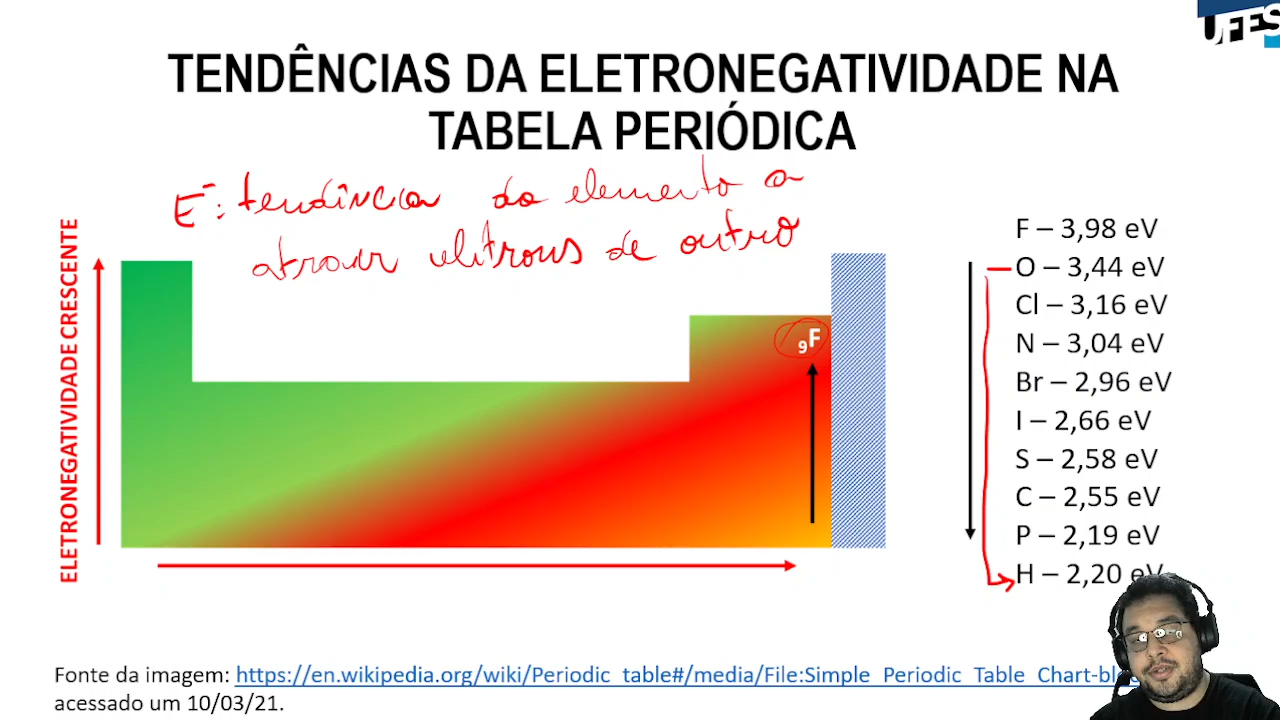 UFES
TENDÊNCIAS DA ELETRONEGATIVIDADE NA
TABELA PERIÓDICA
E⁻: tendência do elemento a
atrair elétrons de outro
ELETRONEGATIVIDADE CRESCENTE
₉F
F – 3,98 eV
O – 3,44 eV
Cl – 3,16 eV
N – 3,04 eV
Br – 2,96 eV
I – 2,66 eV
S – 2,58 eV
C – 2,55 eV
P – 2,19 eV
H – 2,20 eV
Fonte da imagem: https://en.wikipedia.org/wiki/Periodic_table#/media/File:Simple_Periodic_Table_Chart-bl
acessado um 10/03/21.